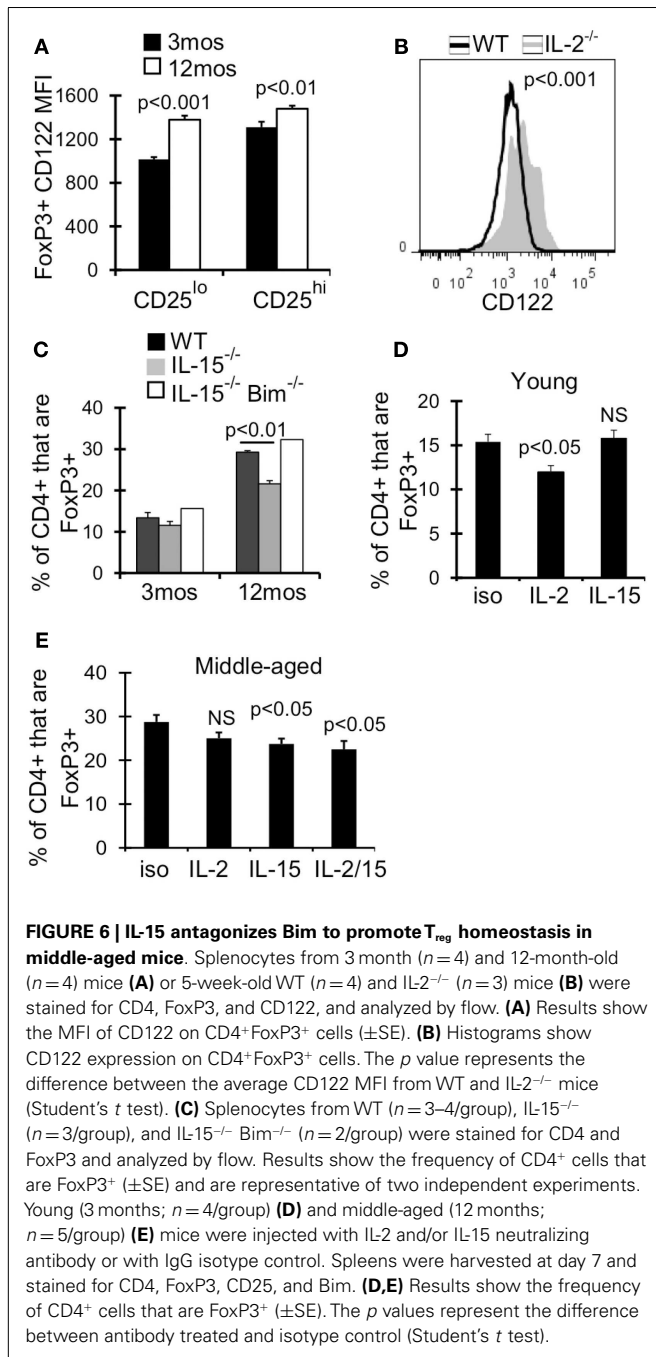 A
3mos
12mos
FoxP3+ CD122 MFI
1600
1200
800
400
0
p<0.001
p<0.01
CD25lo
CD25hi
B
WT IL-2-/-
p<0.001
0
0 10² 10³ 10⁴ 10⁵
CD122
C
WT
IL-15-/-
IL-15-/- Bim-/-
% of CD4+ that are
FoxP3+
40
30
20
10
0
p<0.01
3mos 12mos
D
Young
% of CD4+ that are
FoxP3+
20
15
10
5
0
p<0.05
NS
iso IL-2 IL-15
E
Middle-aged
% of CD4+ that are
FoxP3+
40
30
20
10
0
NS
p<0.05
p<0.05
iso IL-2 IL-15 IL-2/15
FIGURE 6 | IL-15 antagonizes Bim to promote Treg homeostasis in
middle-aged mice. Splenocytes from 3 month (n = 4) and 12-month-old
(n = 4) mice (A) or 5-week-old WT (n = 4) and IL-2−/− (n = 3) mice (B) were
stained for CD4, FoxP3, and CD122, and analyzed by flow. (A) Results show
the MFI of CD122 on CD4+FoxP3+ cells (±SE). (B) Histograms show
CD122 expression on CD4+FoxP3+ cells. The p value represents the
difference between the average CD122 MFI from WT and IL-2−/− mice
(Student's t test). (C) Splenocytes from WT (n = 3–4/group), IL-15−/−
(n = 3/group), and IL-15−/− Bim−/− (n = 2/group) were stained for CD4 and
FoxP3 and analyzed by flow. Results show the frequency of CD4+ cells that
are FoxP3+ (±SE) and are representative of two independent experiments.
Young (3 months; n = 4/group) (D) and middle-aged (12 months;
n = 5/group) (E) mice were injected with IL-2 and/or IL-15 neutralizing
antibody or with IgG isotype control. Spleens were harvested at day 7 and
stained for CD4, FoxP3, CD25, and Bim. (D,E) Results show the frequency
of CD4+ cells that are FoxP3+ (±SE). The p values represent the difference
between antibody treated and isotype control (Student's t test).